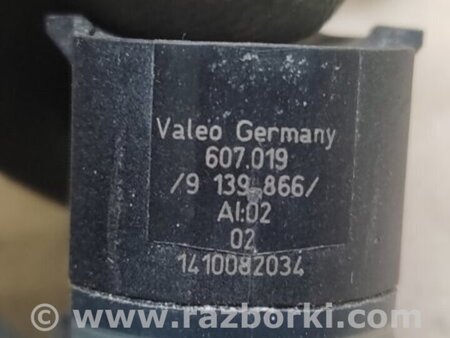 Valeo Germany
607.019
/9 139 866/
AI:02
02
1410082034
© www.razborki.com